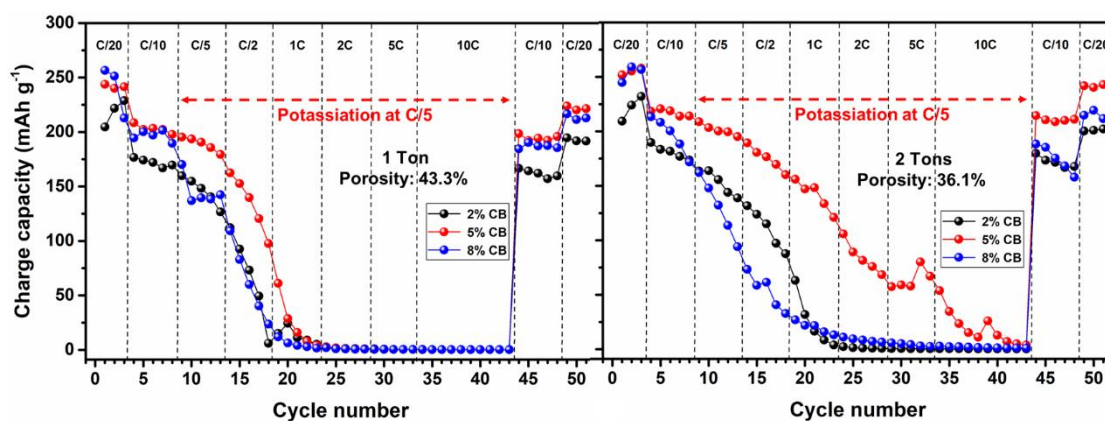 Charge capacity (mAh g⁻¹)
300
250
200
150
100
50
0
C/20 C/10 C/5 C/2 1C 2C 5C 10C C/10 C/20
Potassiation at C/5
1 Ton
Porosity: 43.3%
2% CB
5% CB
8% CB
0 5 10 15 20 25 30 35 40 45 50
Cycle number
C/20 C/10 C/5 C/2 1C 2C 5C 10C C/10 C/20
Potassiation at C/5
2 Tons
Porosity: 36.1%
2% CB
5% CB
8% CB
0 5 10 15 20 25 30 35 40 45 50
Cycle number